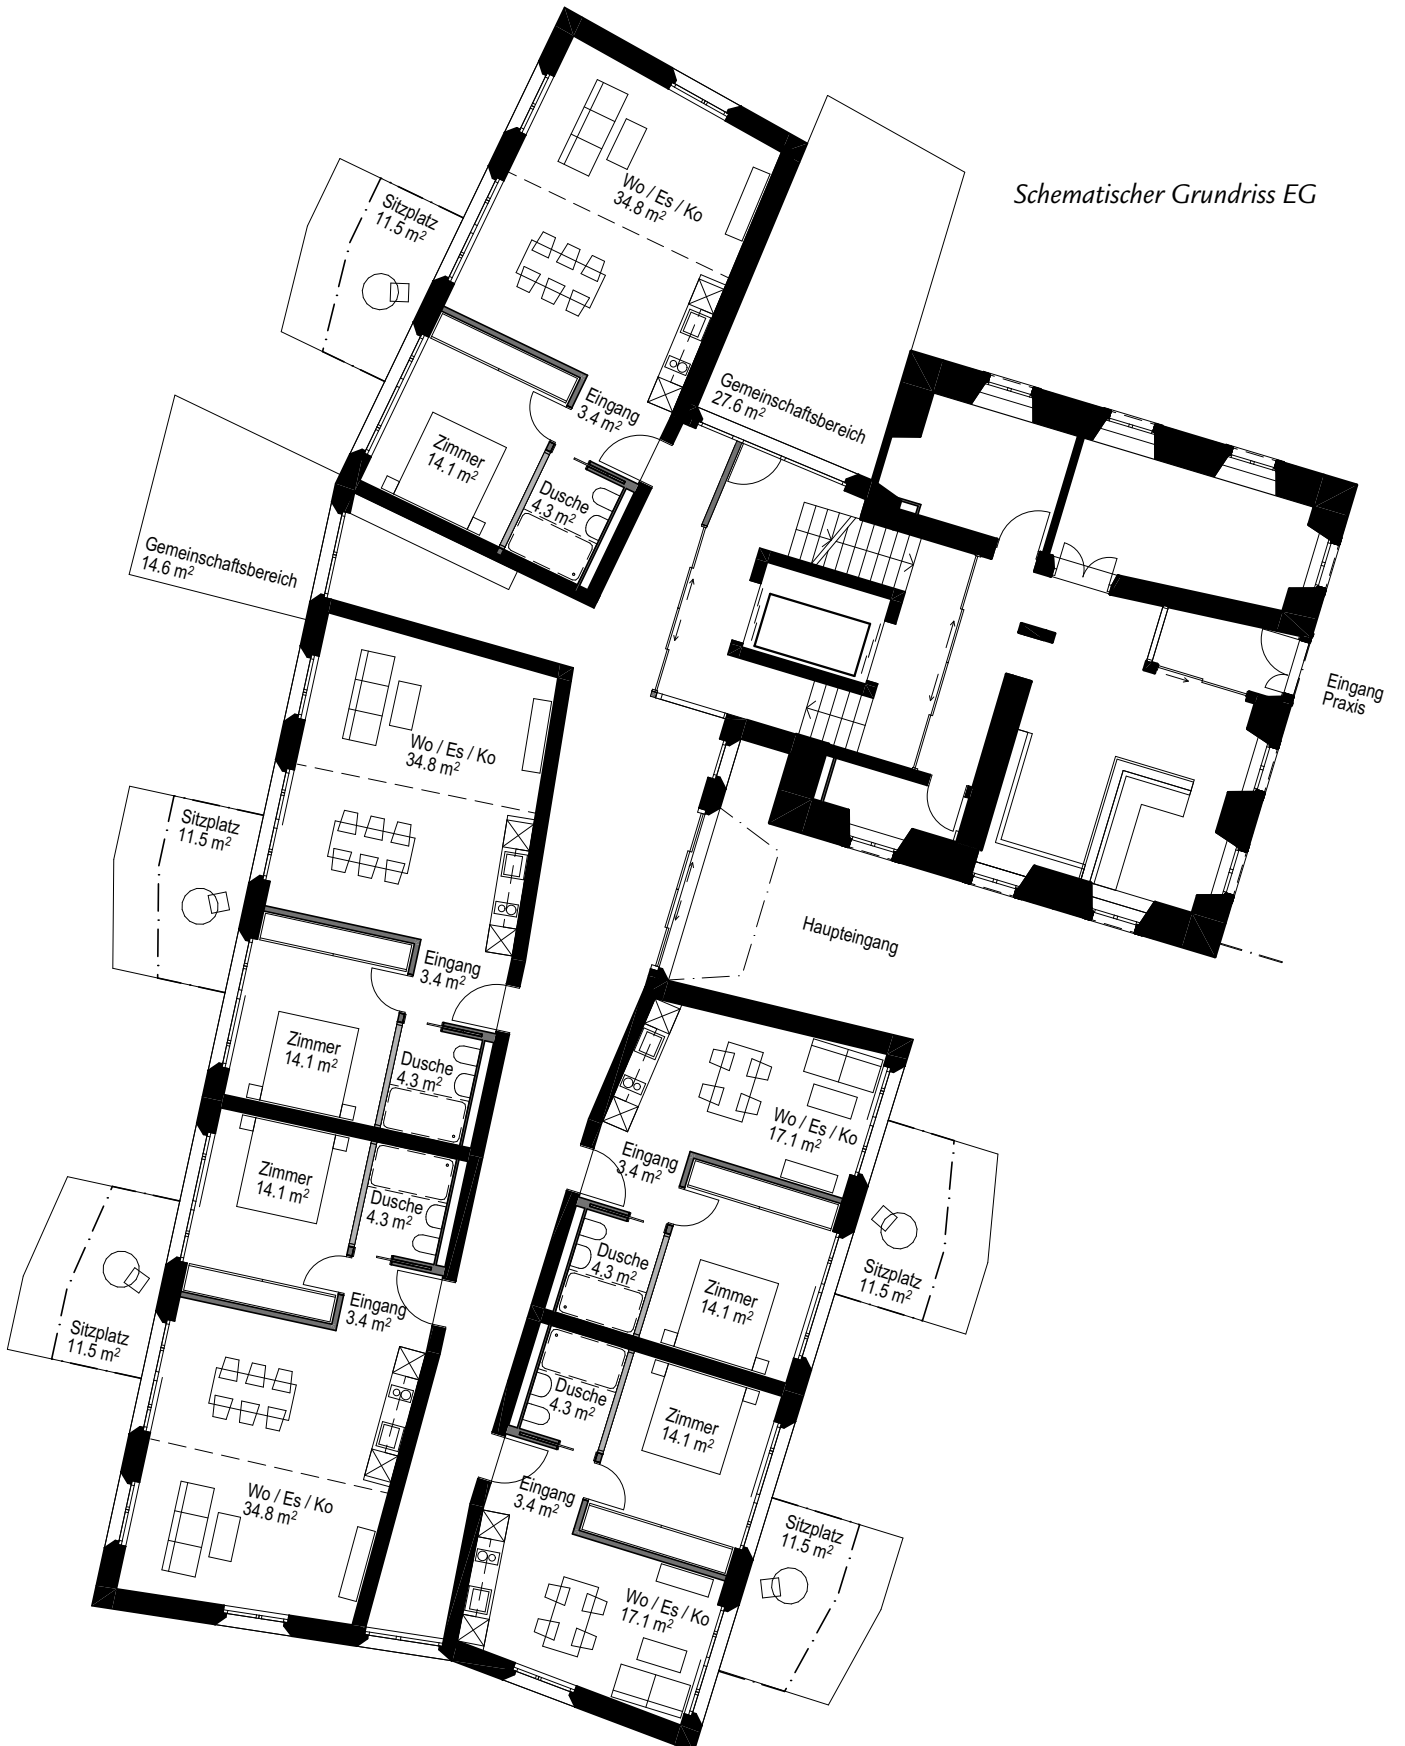 Schematischer Grundriss EG
Wo / Es / Ko
34.8 m²
Sitzplatz
11.5 m²
Eingang
3.4 m²
Zimmer
14.1 m²
Dusche
4.3 m²
Gemeinschaftsbereich
27.6 m²
Gemeinschaftsbereich
14.6 m²
Eingang
Praxis
Wo / Es / Ko
34.8 m²
Sitzplatz
11.5 m²
Eingang
3.4 m²
Zimmer
14.1 m²
Dusche
4.3 m²
Haupteingang
Zimmer
14.1 m²
Dusche
4.3 m²
Eingang
3.4 m²
Sitzplatz
11.5 m²
Wo / Es / Ko
34.8 m²
Wo / Es / Ko
17.1 m²
Eingang
3.4 m²
Dusche
4.3 m²
Zimmer
14.1 m²
Sitzplatz
11.5 m²
Dusche
4.3 m²
Zimmer
14.1 m²
Eingang
3.4 m²
Sitzplatz
11.5 m²
Wo / Es / Ko
17.1 m²